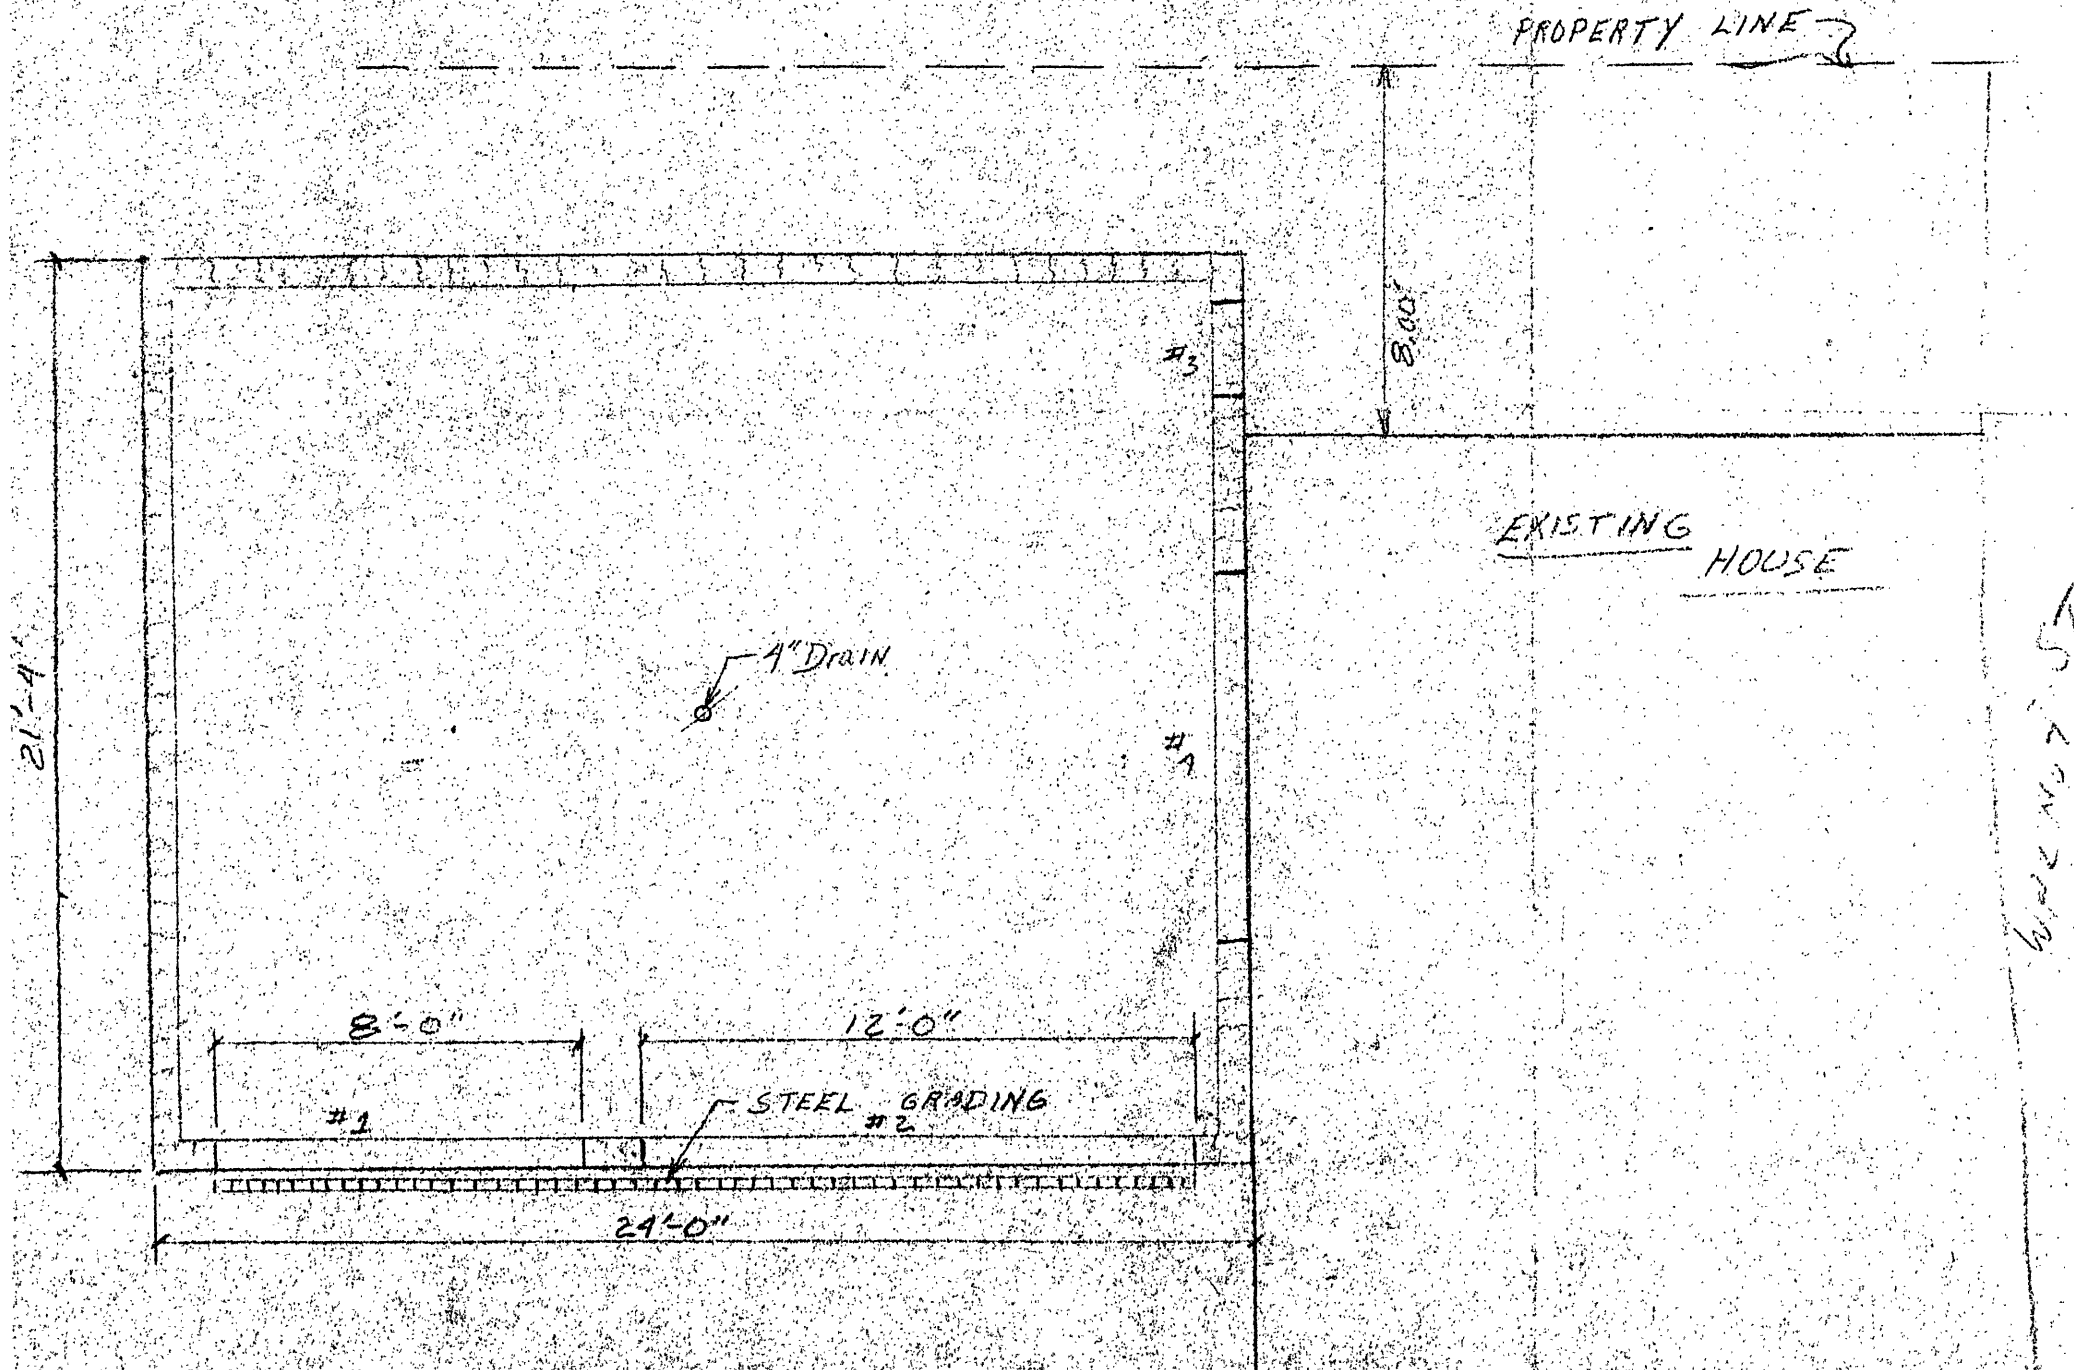 PROPERTY LINE
8.00'
#3
EXISTING
HOUSE
4" Drain
21'-4"
8'-0"
12'-0"
#1
STEEL GRADING
#2
24'-0"